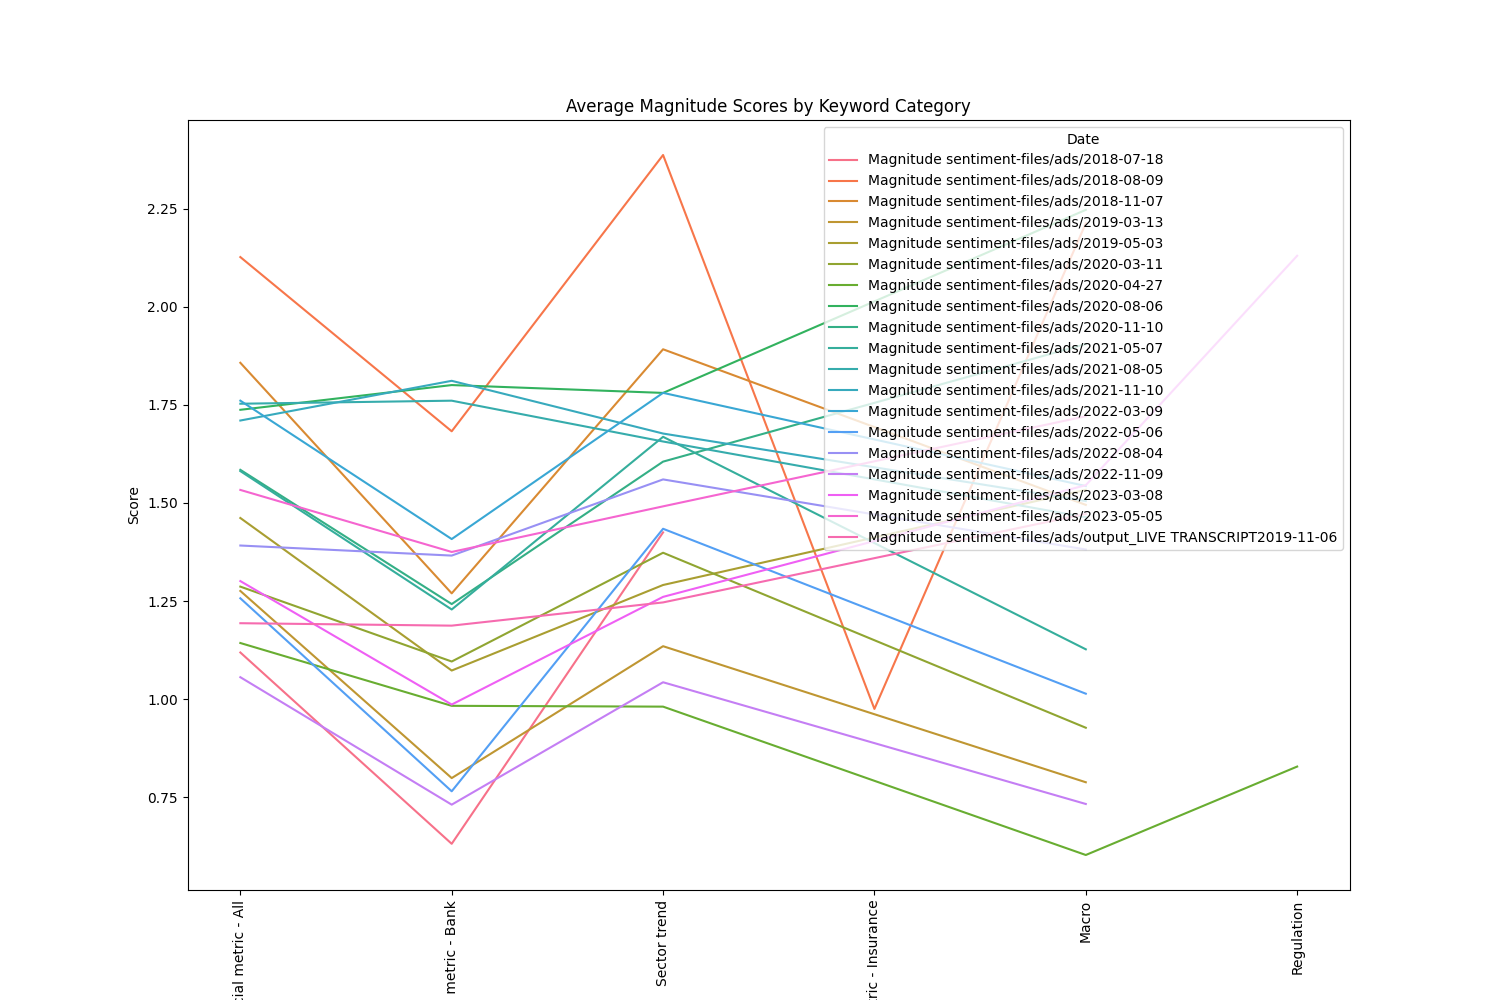 Average Magnitude Scores by Keyword Category
Date
Magnitude sentiment-files/ads/2018-07-18
Magnitude sentiment-files/ads/2018-08-09
Magnitude sentiment-files/ads/2018-11-07
Magnitude sentiment-files/ads/2019-03-13
Magnitude sentiment-files/ads/2019-05-03
Magnitude sentiment-files/ads/2020-03-11
Magnitude sentiment-files/ads/2020-04-27
Magnitude sentiment-files/ads/2020-08-06
Magnitude sentiment-files/ads/2020-11-10
Magnitude sentiment-files/ads/2021-05-07
Magnitude sentiment-files/ads/2021-08-05
Magnitude sentiment-files/ads/2021-11-10
Magnitude sentiment-files/ads/2022-03-09
Magnitude sentiment-files/ads/2022-05-06
Magnitude sentiment-files/ads/2022-08-04
Magnitude sentiment-files/ads/2022-11-09
Magnitude sentiment-files/ads/2023-03-08
Magnitude sentiment-files/ads/2023-05-05
Magnitude sentiment-files/ads/output_LIVE TRANSCRIPT2019-11-06
2.25
2.00
1.75
1.50
1.25
1.00
0.75
Score
metric - All
metric - Bank
Sector trend
- Insurance
Macro
Regulation